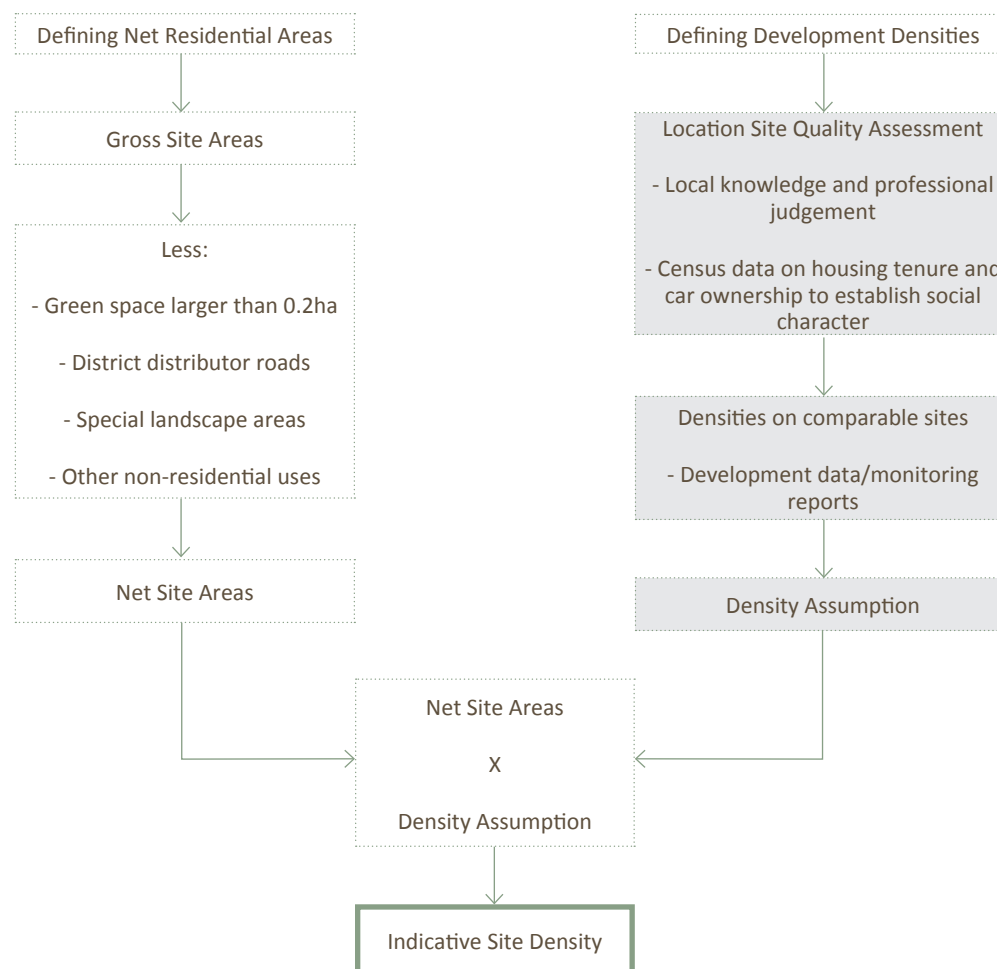 Defining Net Residential Areas
Gross Site Areas
Less:
- Green space larger than 0.2ha
- District distributor roads
- Special landscape areas
- Other non-residential uses
Net Site Areas
Defining Development Densities
Location Site Quality Assessment
- Local knowledge and professional
judgement
- Census data on housing tenure and
car ownership to establish social
character
Densities on comparable sites
- Development data/monitoring
reports
Density Assumption
Net Site Areas
X
Density Assumption
Indicative Site Density